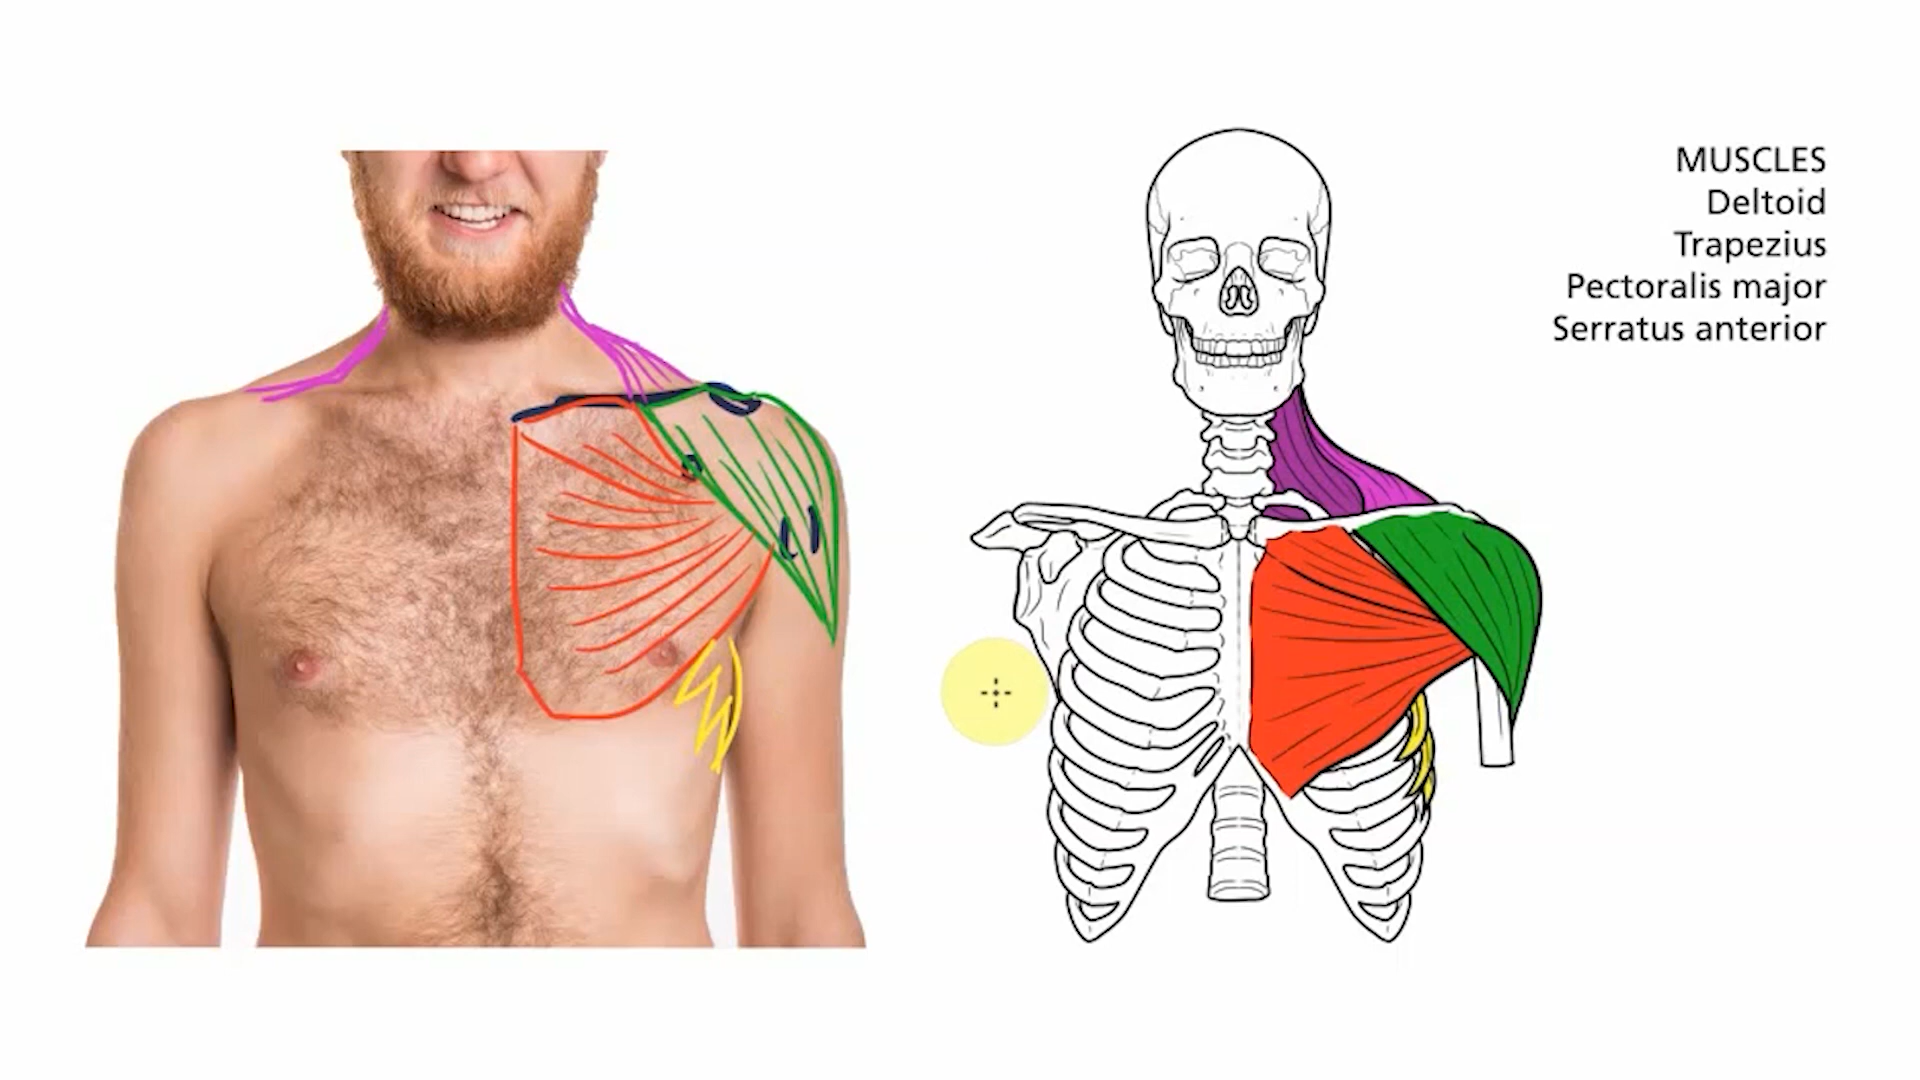 MUSCLES
Deltoid
Trapezius
Pectoralis major
Serratus anterior